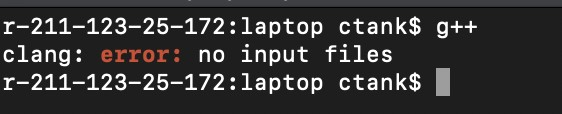 r-211-123-25-172:laptop ctank$ g++
clang: error: no input files
r-211-123-25-172:laptop ctank$